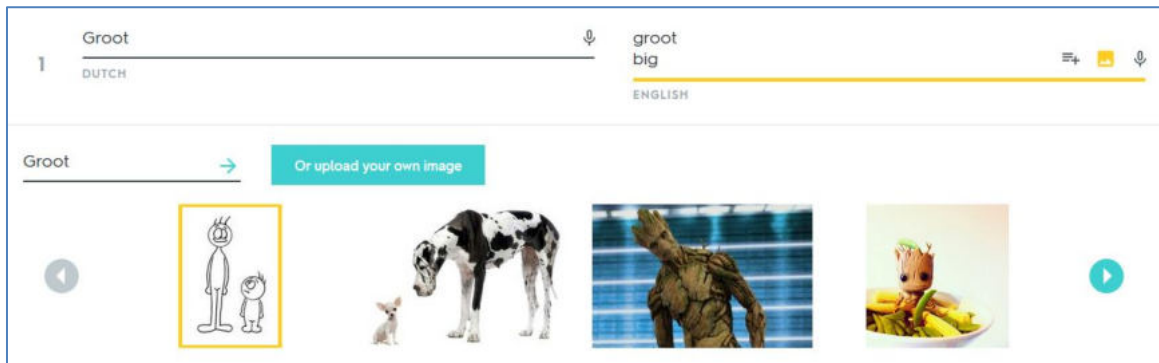 1
Groot
DUTCH
groot
big
ENGLISH
Groot
Or upload your own image